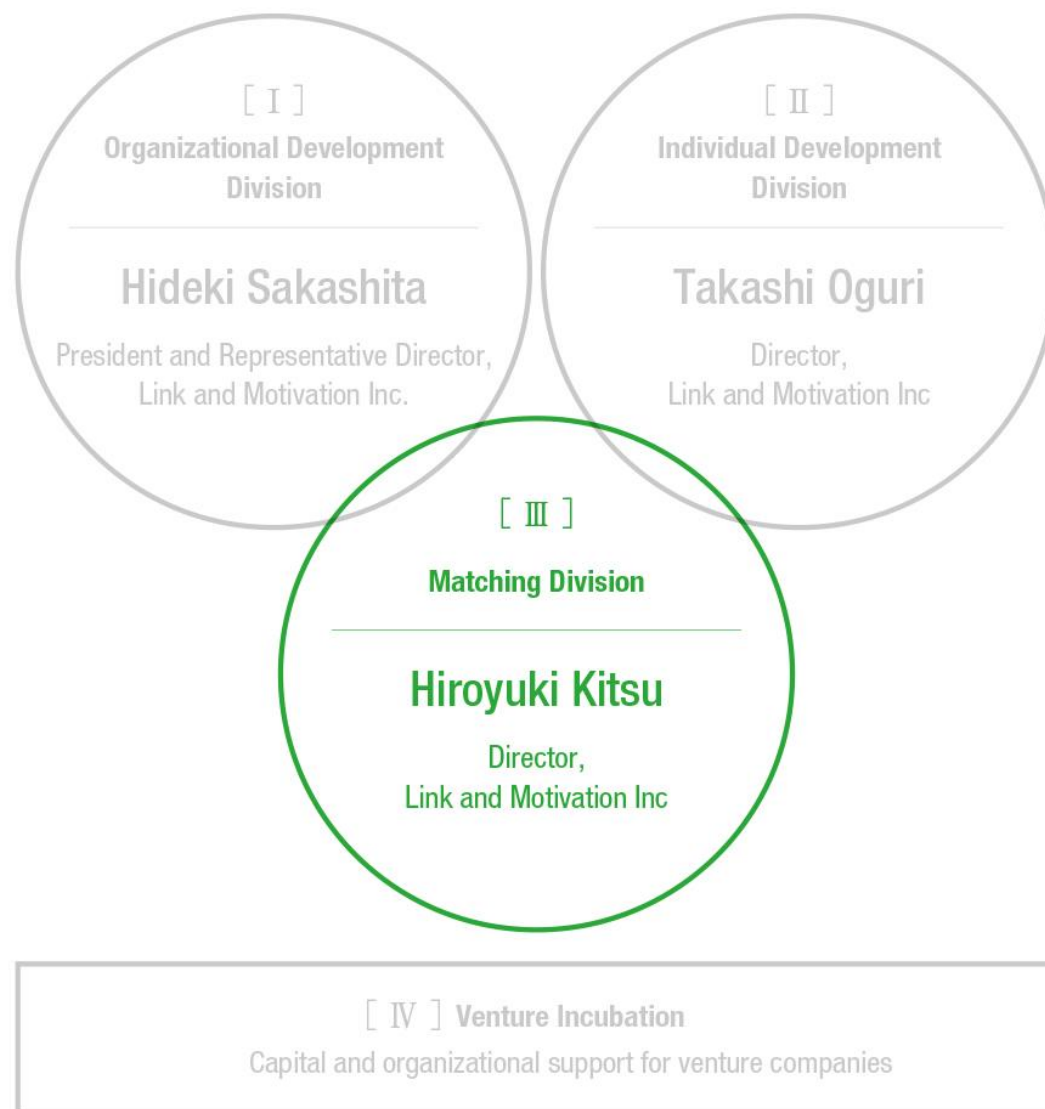 [ Ⅰ ]
Organizational Development
Division
Hideki Sakashita
President and Representative Director,
Link and Motivation Inc.
[ Ⅱ ]
Individual Development
Division
Takashi Oguri
Director,
Link and Motivation Inc
[ Ⅲ ]
Matching Division
Hiroyuki Kitsu
Director,
Link and Motivation Inc
[ Ⅳ ] Venture Incubation
Capital and organizational support for venture companies